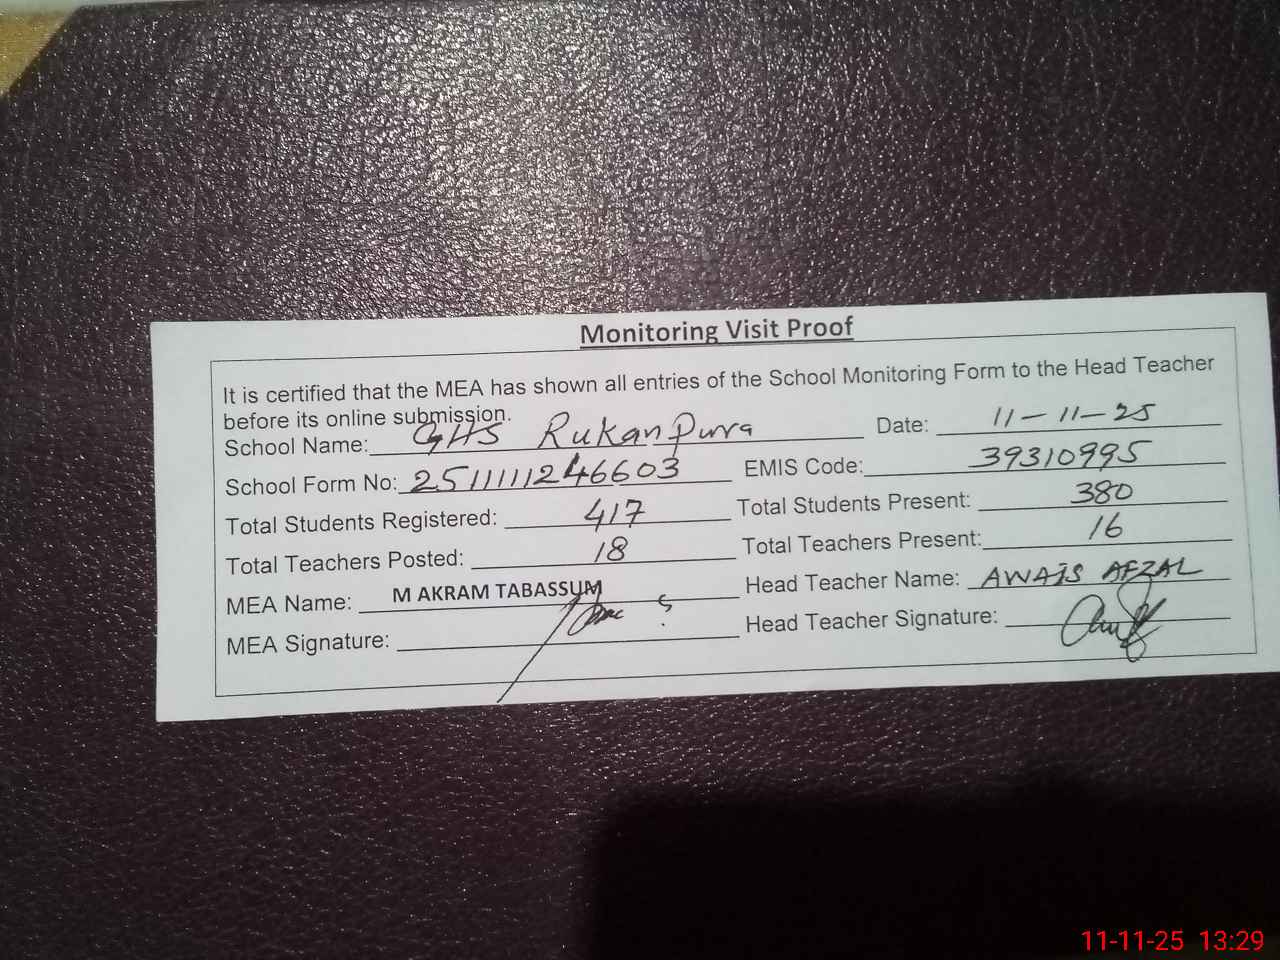 Monitoring Visit Proof
It is certified that the MEA has shown all entries of the School Monitoring Form to the Head Teacher
before its online submission.
School Name: GHS Rukanpura Date: 11-11-25
School Form No: 2511111246603 EMIS Code: 39310995
Total Students Registered: 417 Total Students Present: 380
Total Teachers Posted: 18 Total Teachers Present: 16
MEA Name: M AKRAM TABASSUM Head Teacher Name: AWAIS AFZAL
MEA Signature: Head Teacher Signature:
11-11-25 13:29